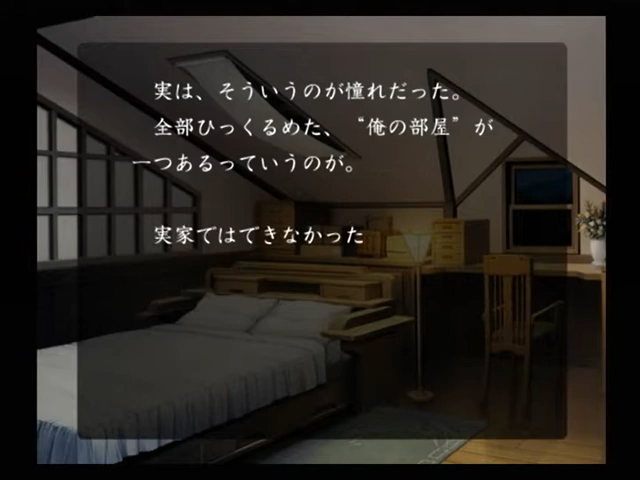 実は、そういうのが憧れだった。
全部ひっくるめた、“俺の部屋”が
一つあるっていうのが。
実家ではできなかった